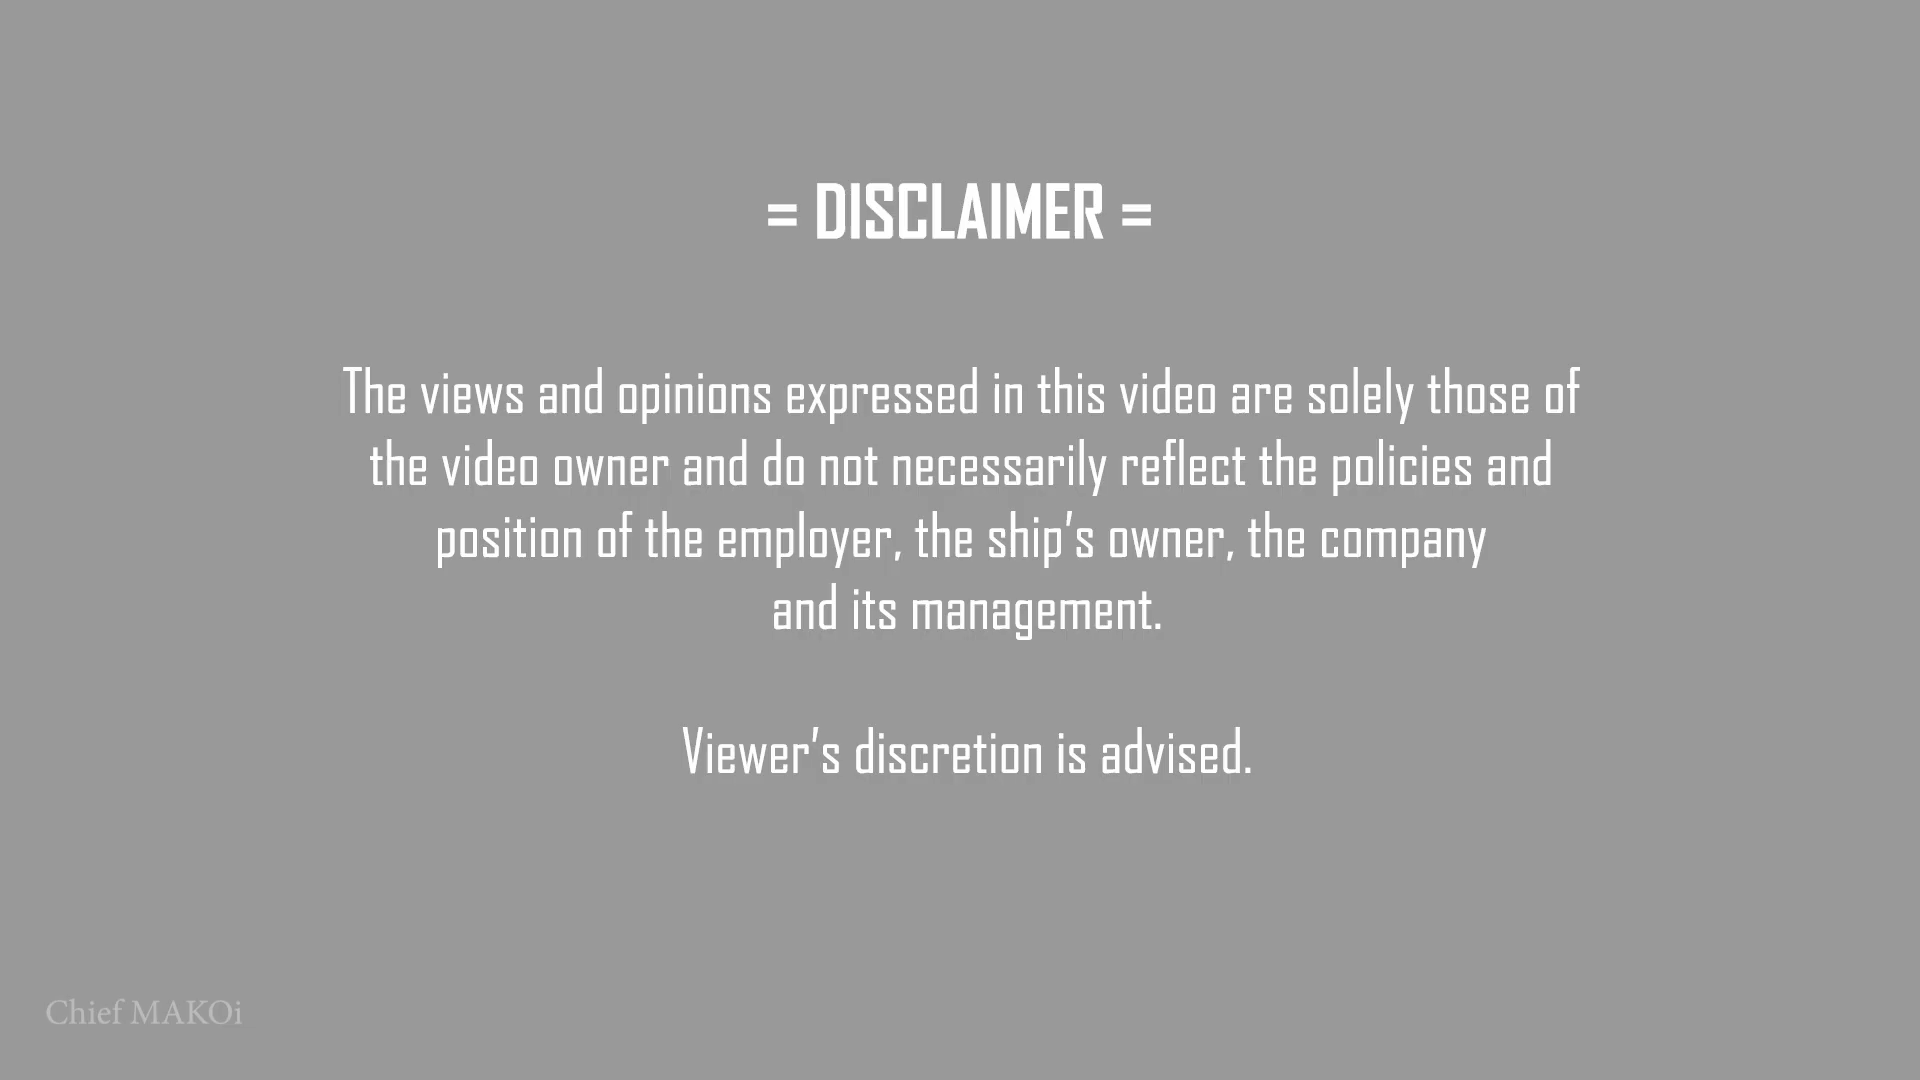 = DISCLAIMER =
The views and opinions expressed in this video are solely those of
the video owner and do not necessarily reflect the policies and
position of the employer, the ship’s owner, the company
and its management.
Viewer’s discretion is advised.
Chief MAKOi